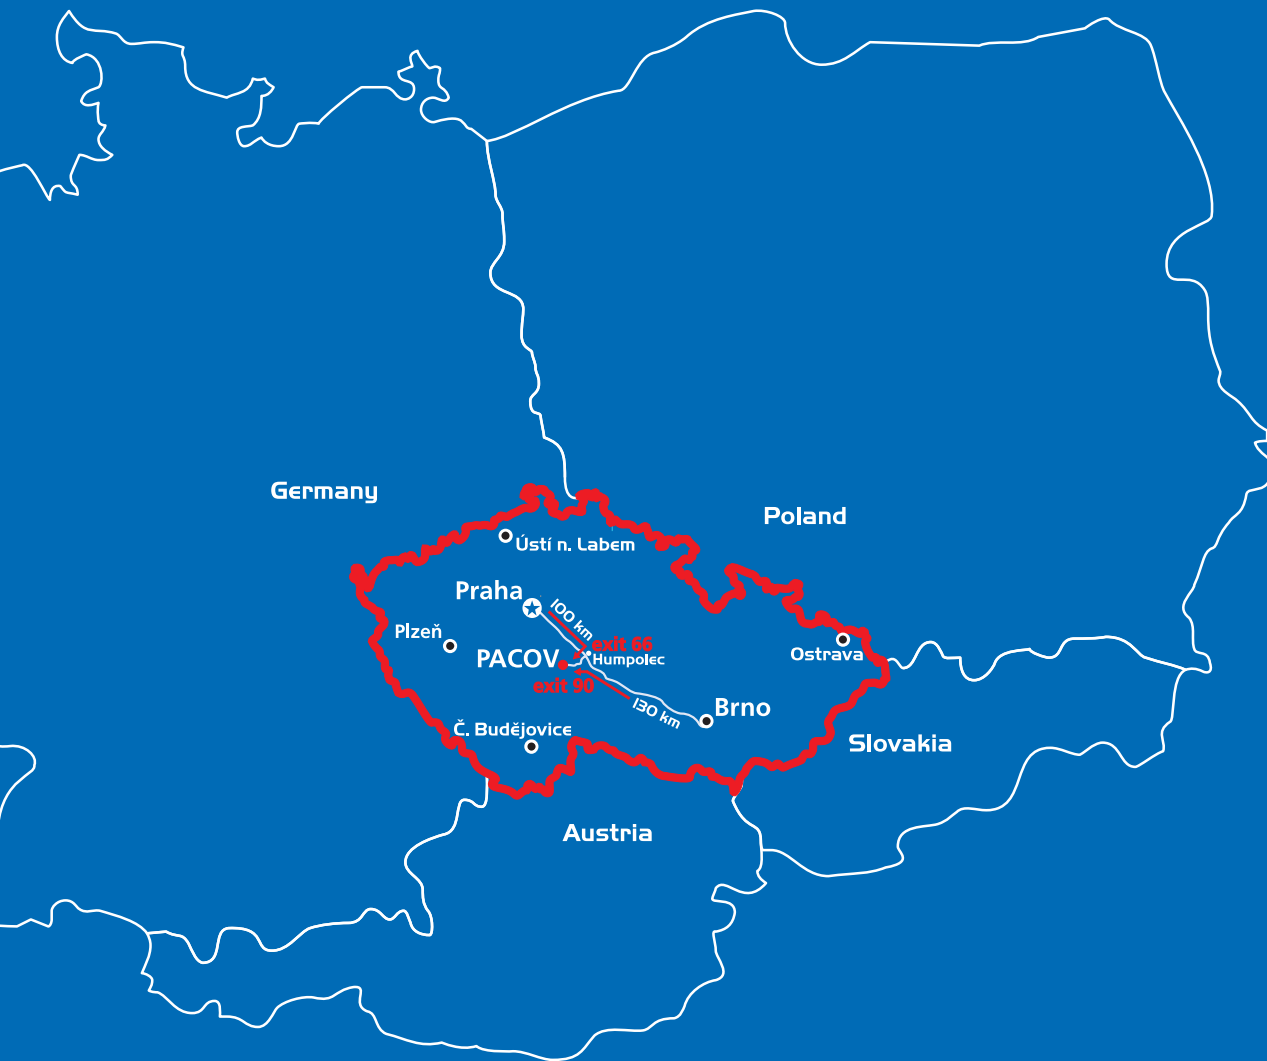 Germany
Poland
Ústí n. Labem
Praha
100 km
Plzeň
exit 66
Humpolec
PACOV
Ostrava
exit 90
130 km
Brno
Č. Budějovice
Slovakia
Austria